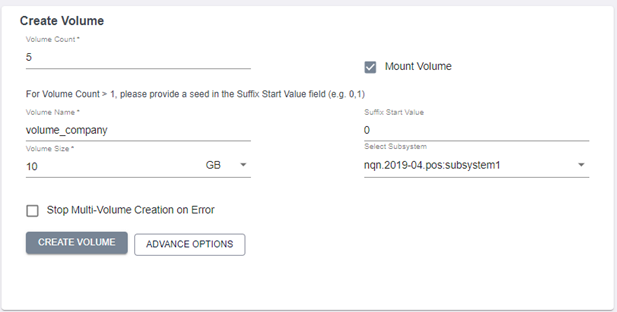 Create Volume
Volume Count *
5
Mount Volume
For Volume Count > 1, please provide a seed in the Suffix Start Value field (e.g. 0,1)
Volume Name *
Suffix Start Value
volume_company
0
Volume Size *
Select Subsystem
10 GB
nqn.2019-04.pos:subsystem1
Stop Multi-Volume Creation on Error
CREATE VOLUME
ADVANCE OPTIONS